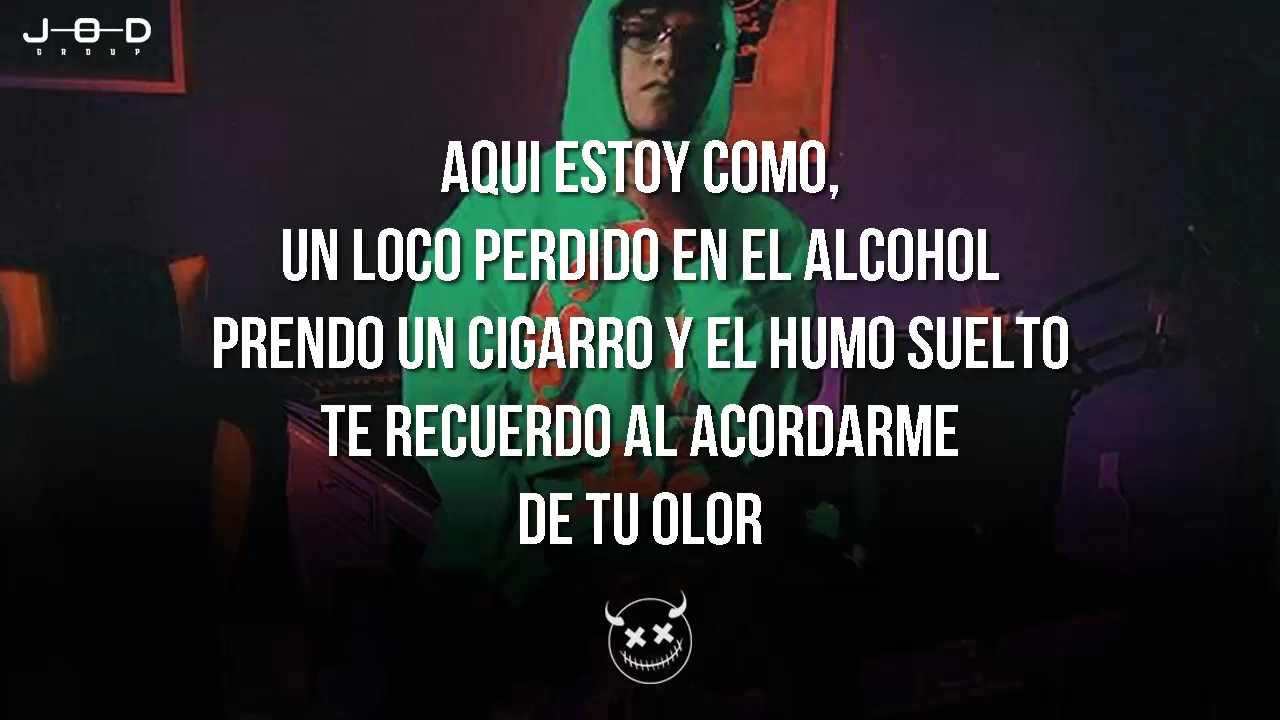 J-O-D
GROUP
AQUI ESTOY COMO,
UN LOCO PERDIDO EN EL ALCOHOL
PRENDO UN CIGARRO Y EL HUMO SUELTO
TE RECUERDO AL ACORDARME
DE TU OLOR